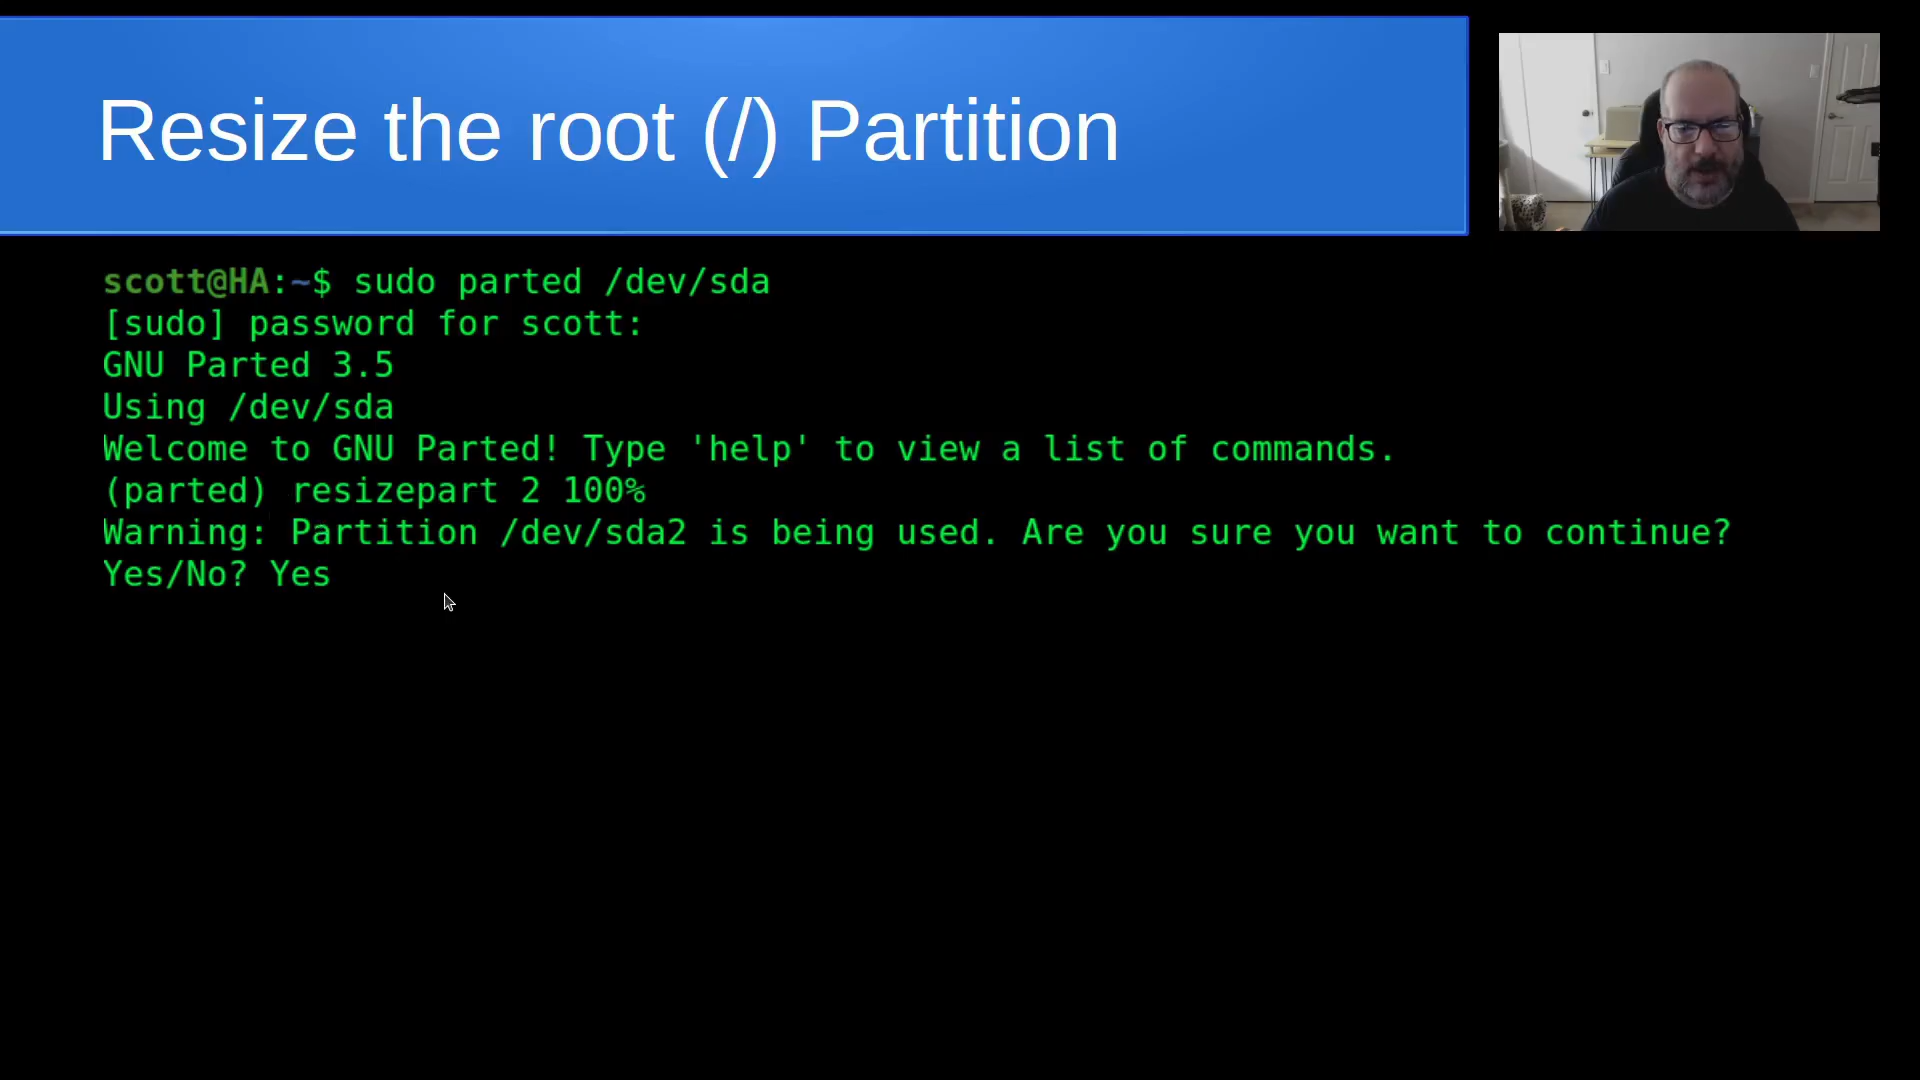 Resize the root (/) Partition
scott@HA:~$ sudo parted /dev/sda
[sudo] password for scott:
GNU Parted 3.5
Using /dev/sda
Welcome to GNU Parted! Type 'help' to view a list of commands.
(parted) resizepart 2 100%
Warning: Partition /dev/sda2 is being used. Are you sure you want to continue?
Yes/No? Yes